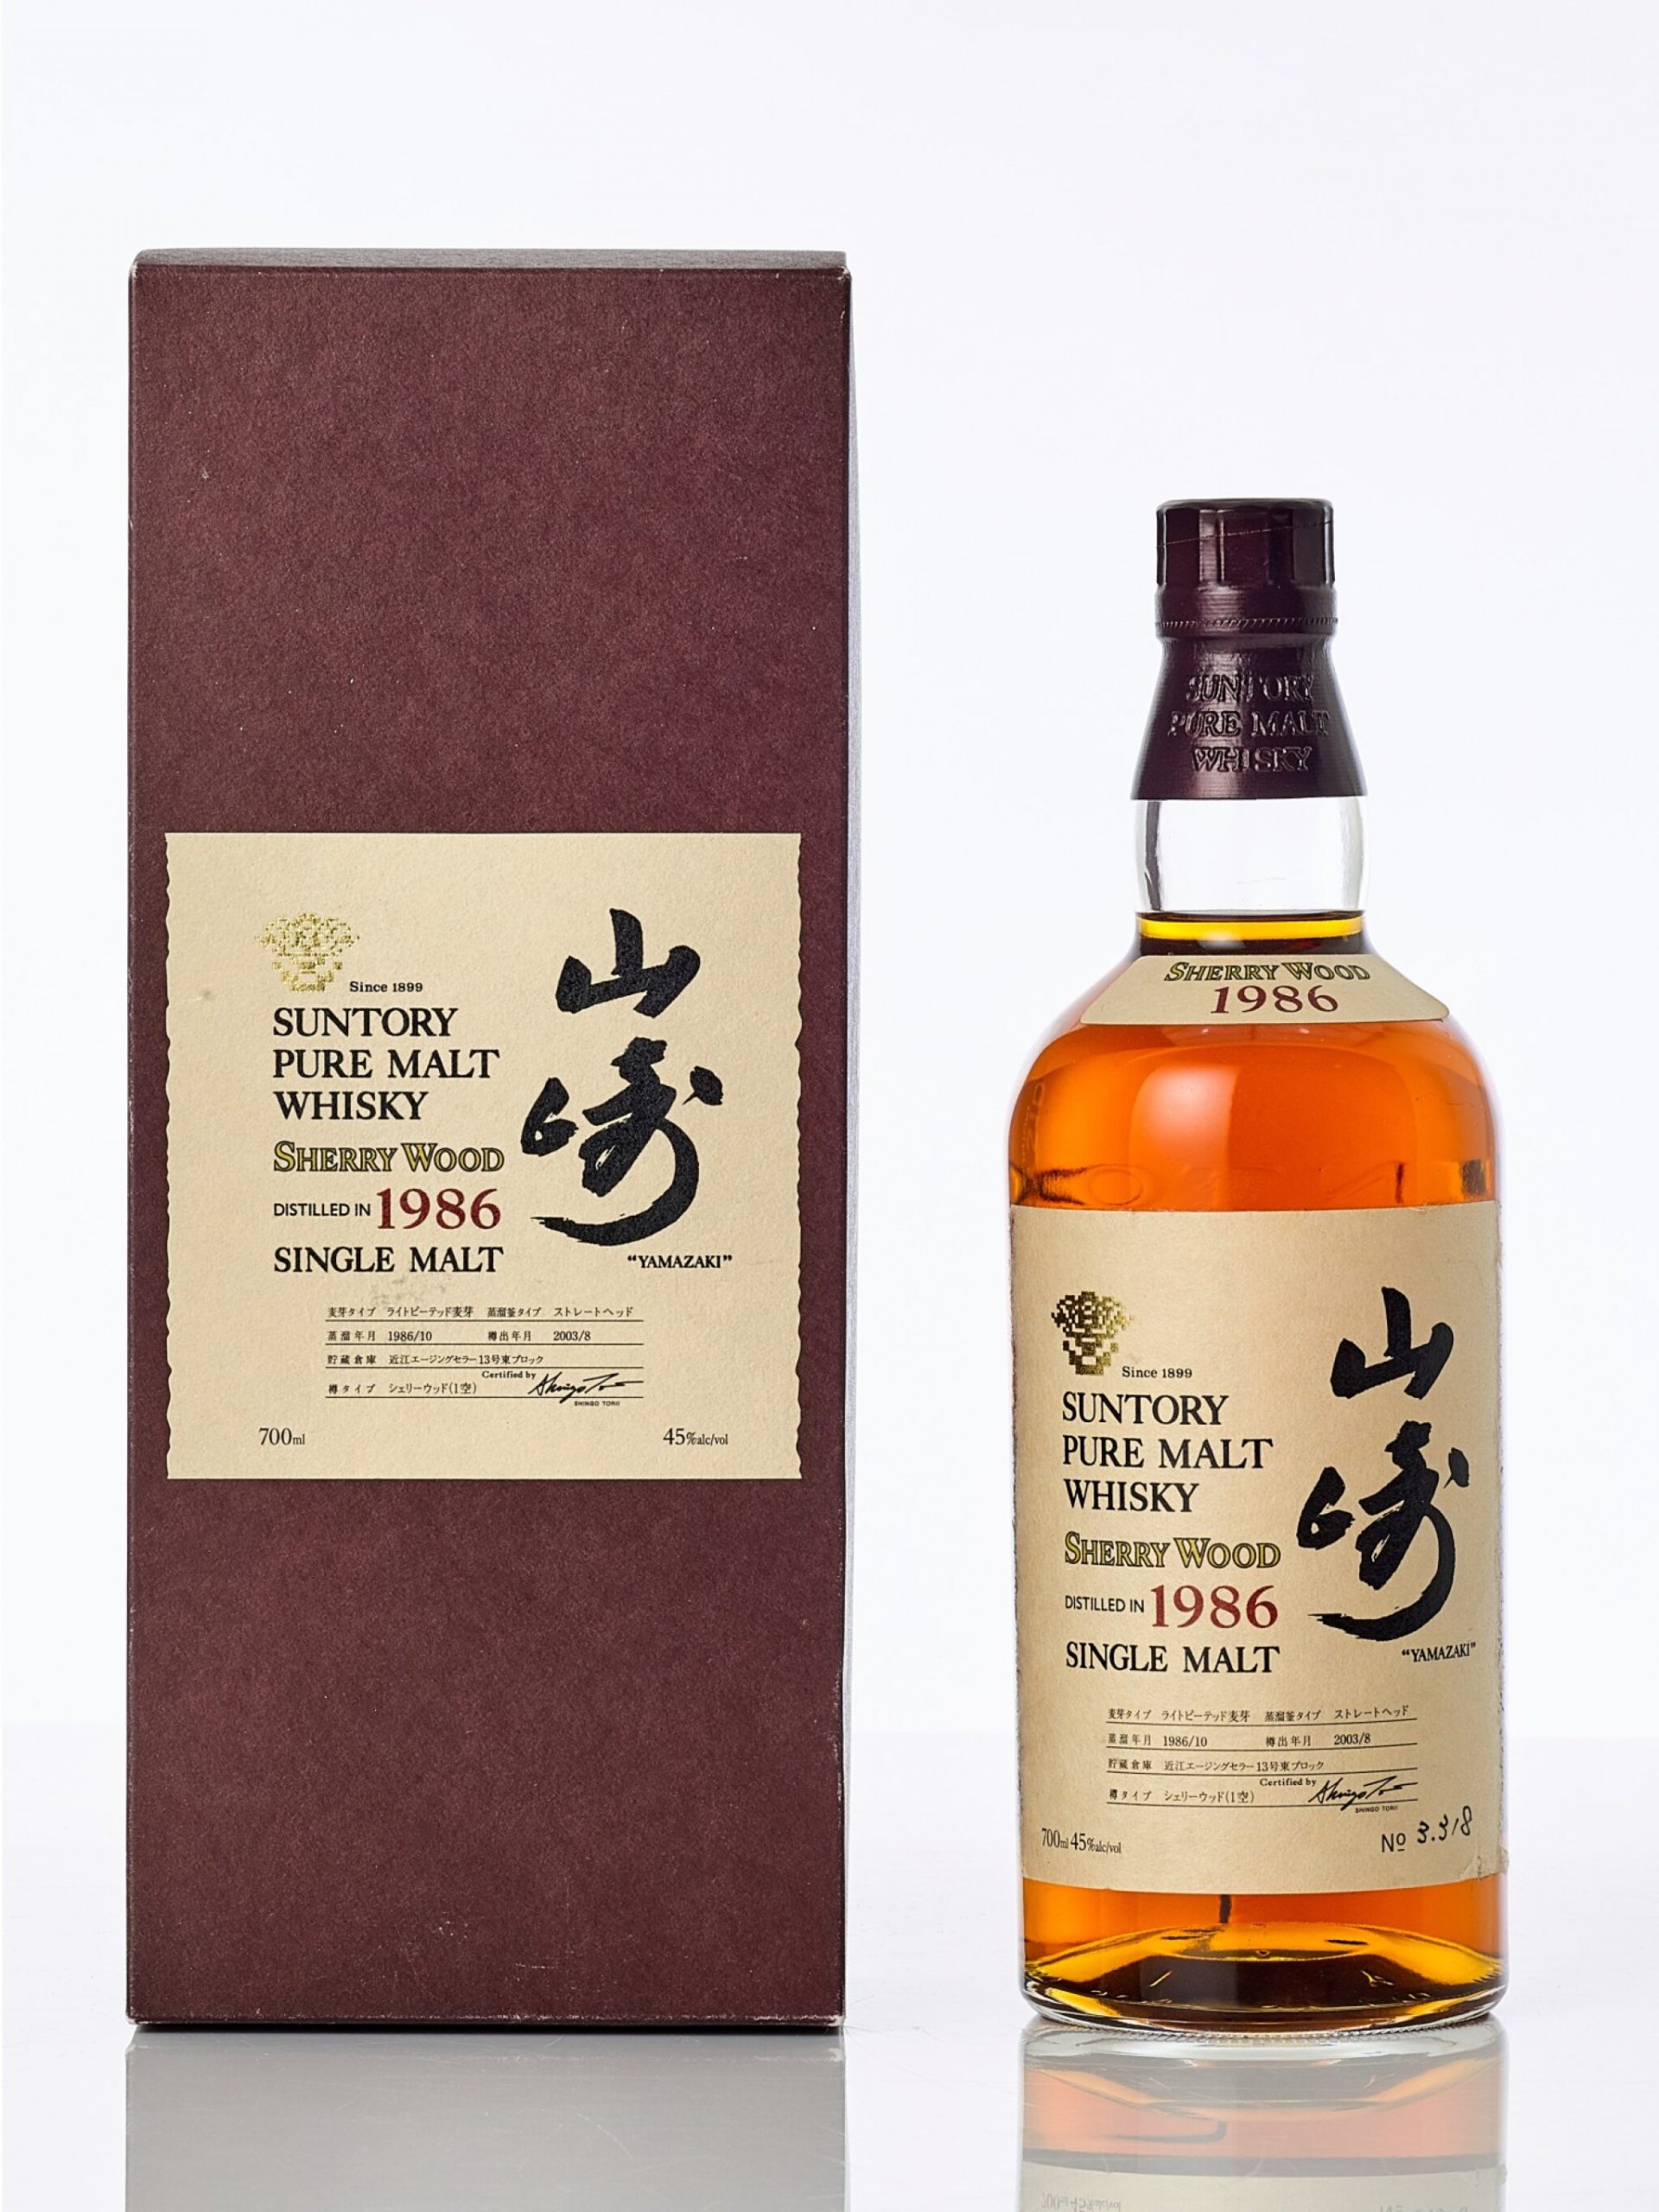 Since 1899
SUNTORY
PURE MALT
WHISKY
SHERRY WOOD
DISTILLED IN 1986
SINGLE MALT
山崎
"YAMAZAKI"
麦芽タイプ ライトピーテッド麦芽 蒸溜釜タイプ ストレートヘッド
蒸溜年月 1986/10 樽出年月 2003/8
貯蔵倉庫 近江エージングセラー13号東ブロック
樽タイプ シェリーウッド(1空) Certified by
SHINGO TORII
700ml 45%alc/vol
SUNTORY
PURE MALT
WHISKY
SHERRY WOOD
1986
Since 1899
SUNTORY
PURE MALT
WHISKY
SHERRY WOOD
DISTILLED IN 1986
SINGLE MALT
山崎
"YAMAZAKI"
麦芽タイプ ライトピーテッド麦芽 蒸溜釜タイプ ストレートヘッド
蒸溜年月 1986/10 樽出年月 2003/8
貯蔵倉庫 近江エージングセラー13号東ブロック
樽タイプ シェリーウッド(1空) Certified by
SHINGO TORII
700ml 45%alc/vol № 3.318